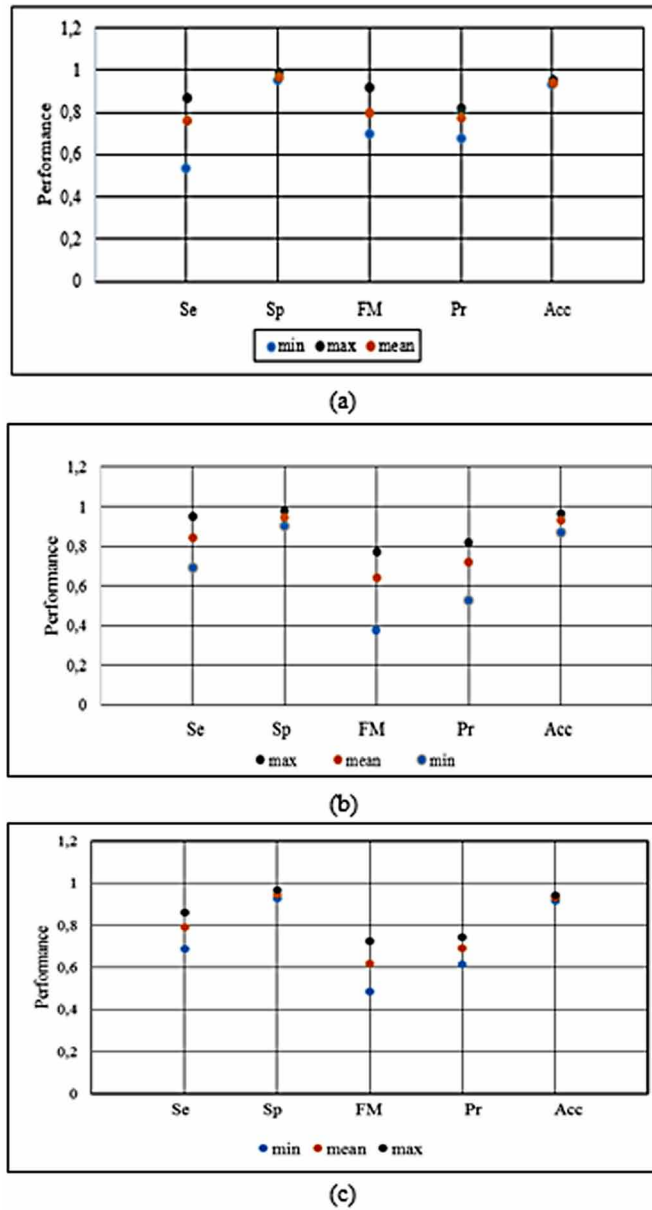 1,2
1
0,8
0,6
0,4
0,2
0
Performance
Se Sp FM Pr Acc
min max mean
(a)
1,2
1
0,8
0,6
0,4
0,2
0
Performance
Se Sp FM Pr Acc
max mean min
(b)
1,2
1
0,8
0,6
0,4
0,2
0
Performance
Se Sp FM Pr Acc
min mean max
(c)